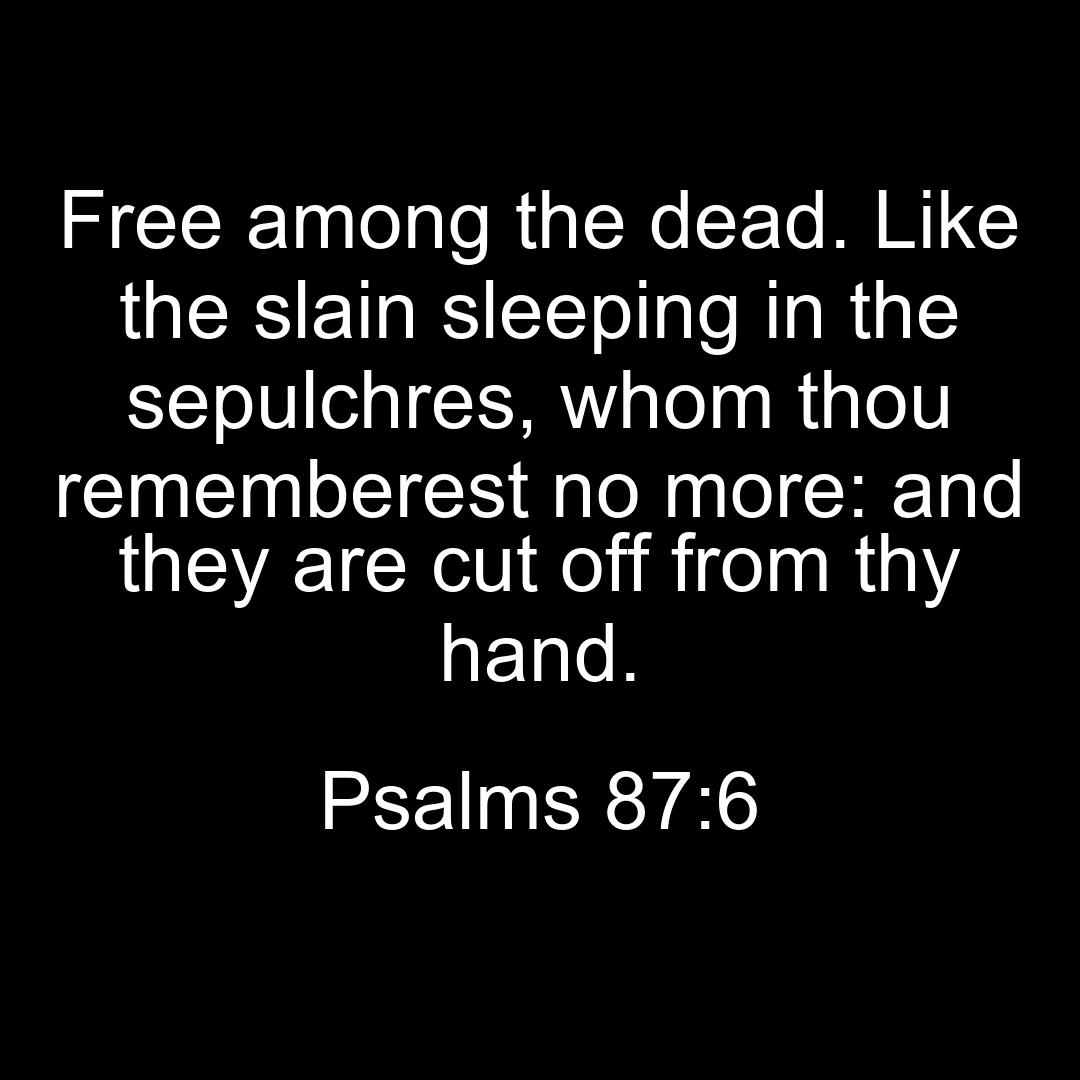 Free among the dead. Like
the slain sleeping in the
sepulchres, whom thou
rememberest no more: and
they are cut off from thy
hand.
Psalms 87:6